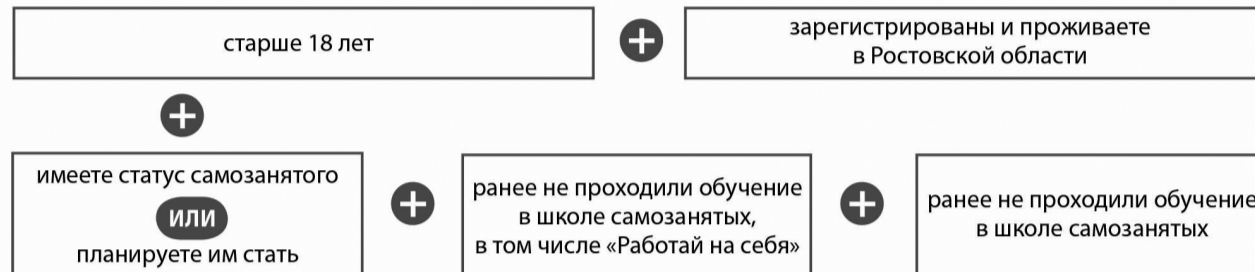 старше 18 лет
зарегистрированы и проживаете
в Ростовской области
имеете статус самозанятого
ИЛИ
планируете им стать
ранее не проходили обучение
в школе самозанятых,
в том числе «Работай на себя»
ранее не проходили обучение
в школе самозанятых